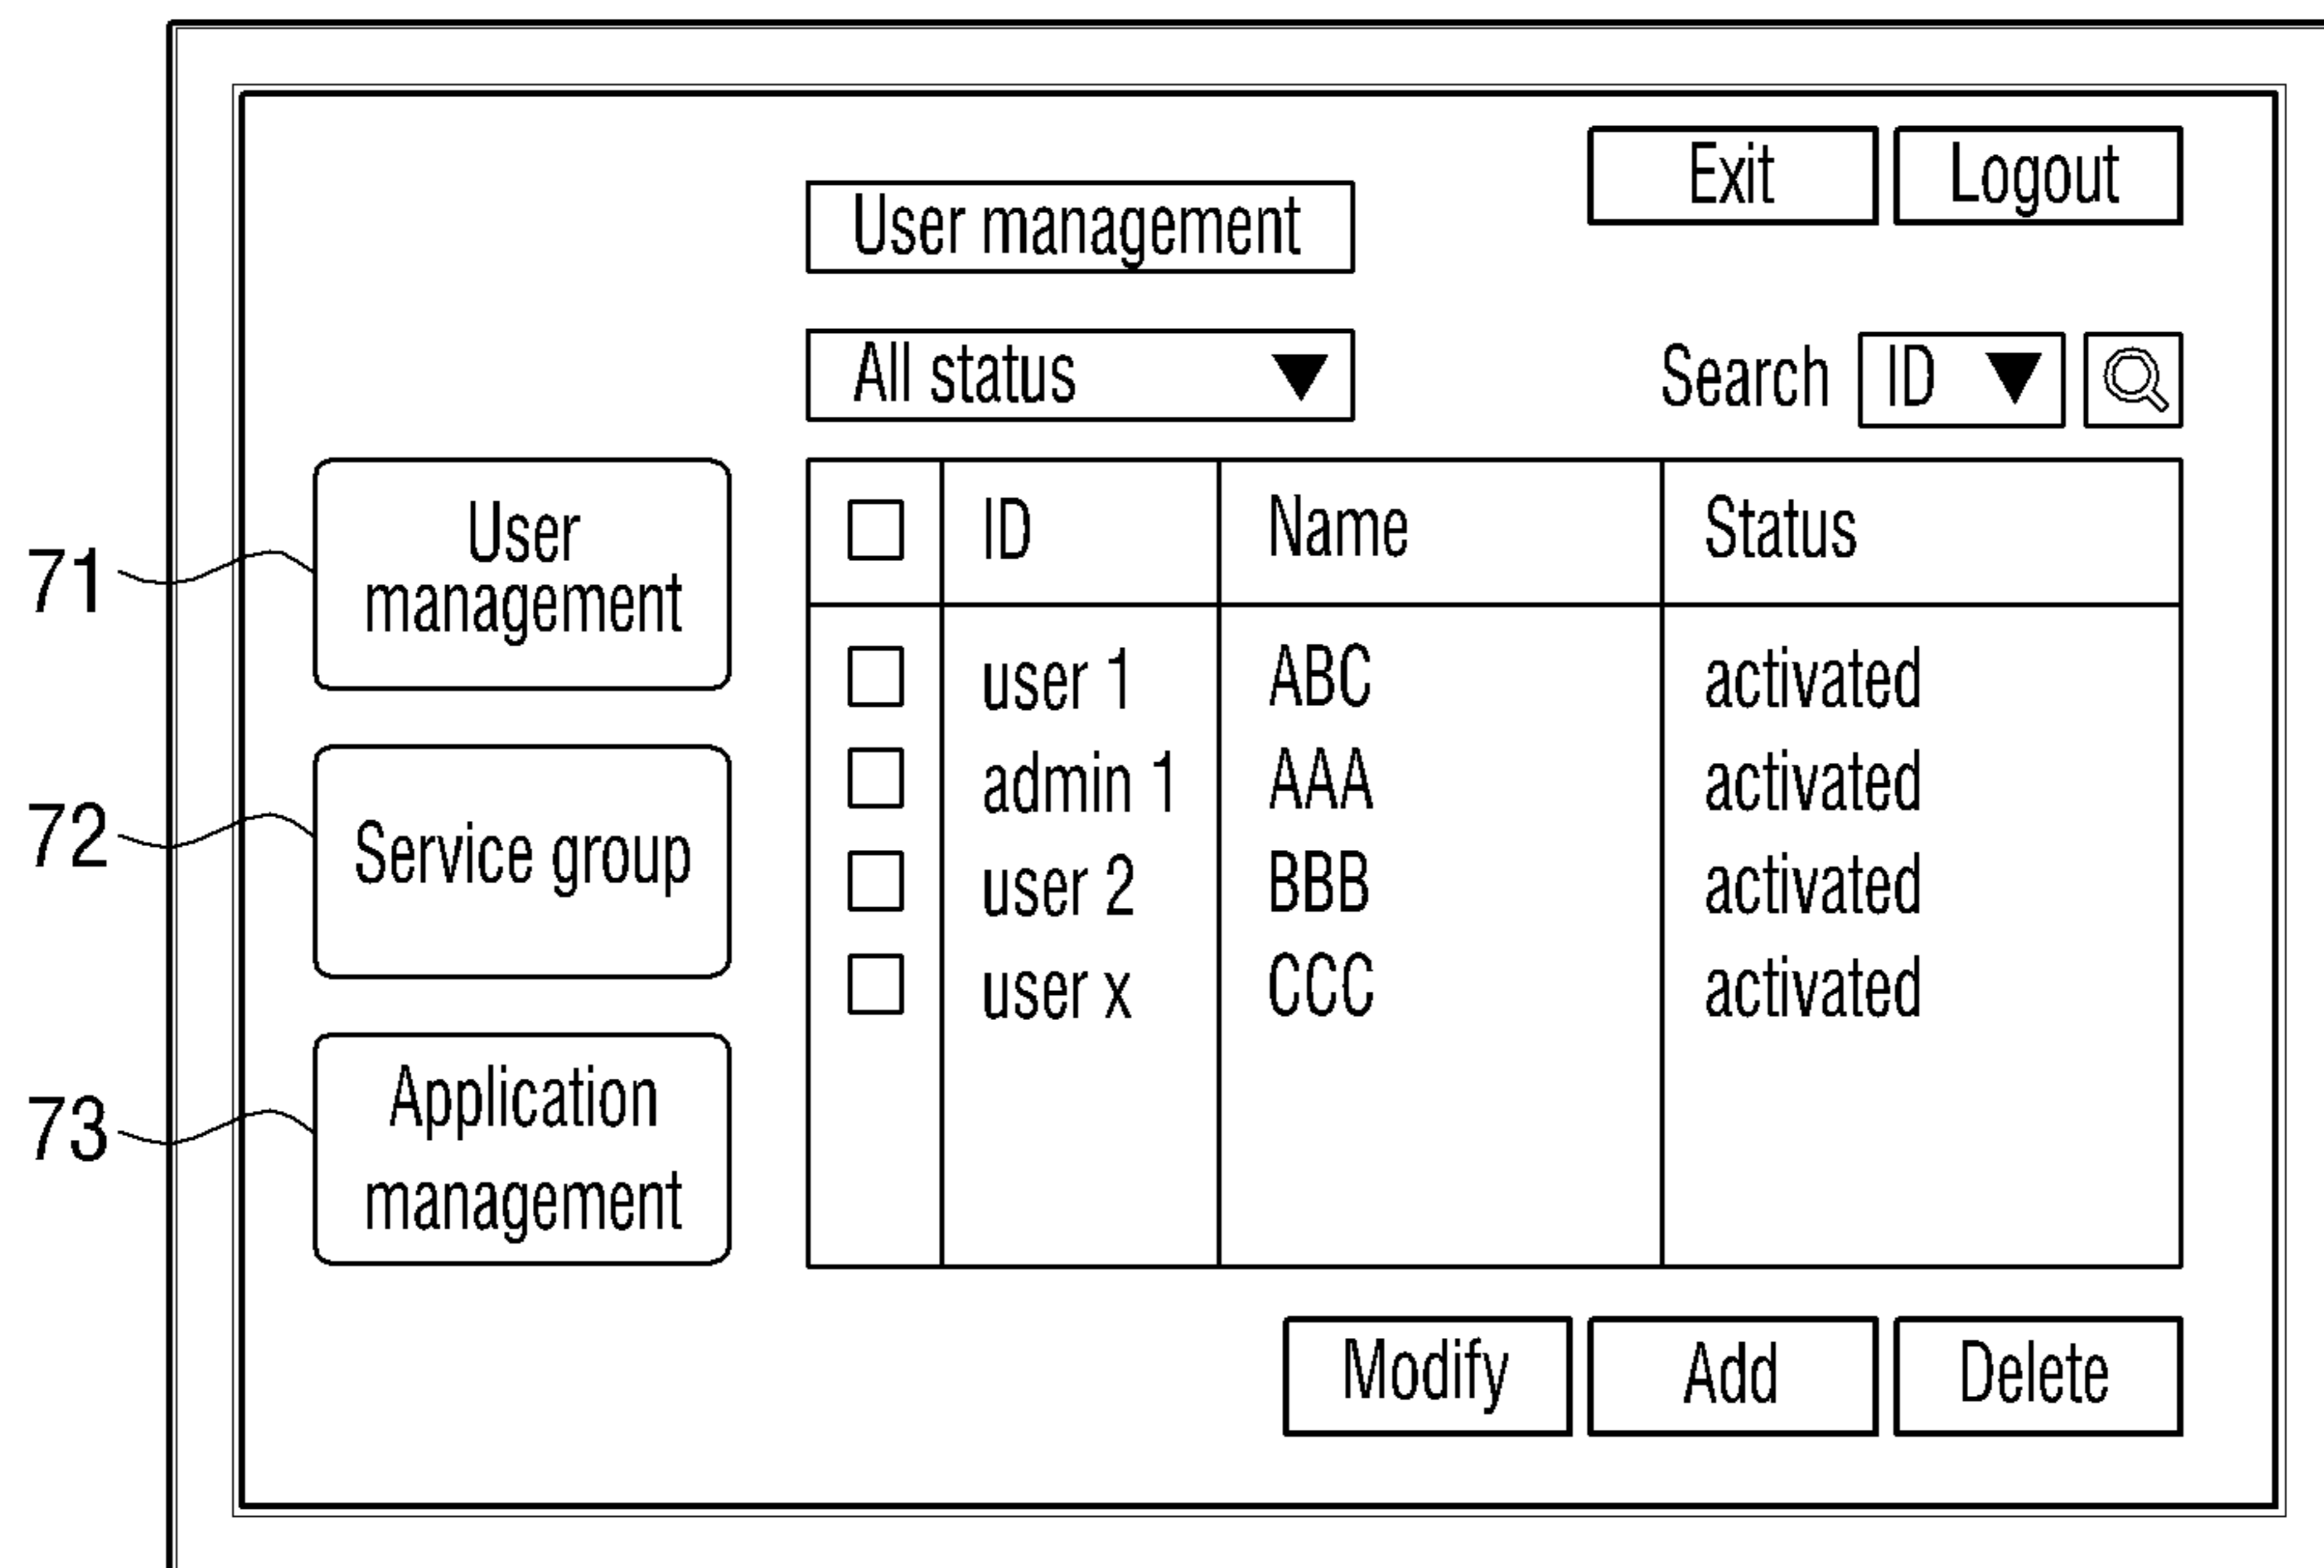 Exit Logout
User management
All status Search ID
71
User
management
72
Service group
73
Application
management
ID Name Status
user 1 ABC activated
admin 1 AAA activated
user 2 BBB activated
user x CCC activated
Modify Add Delete